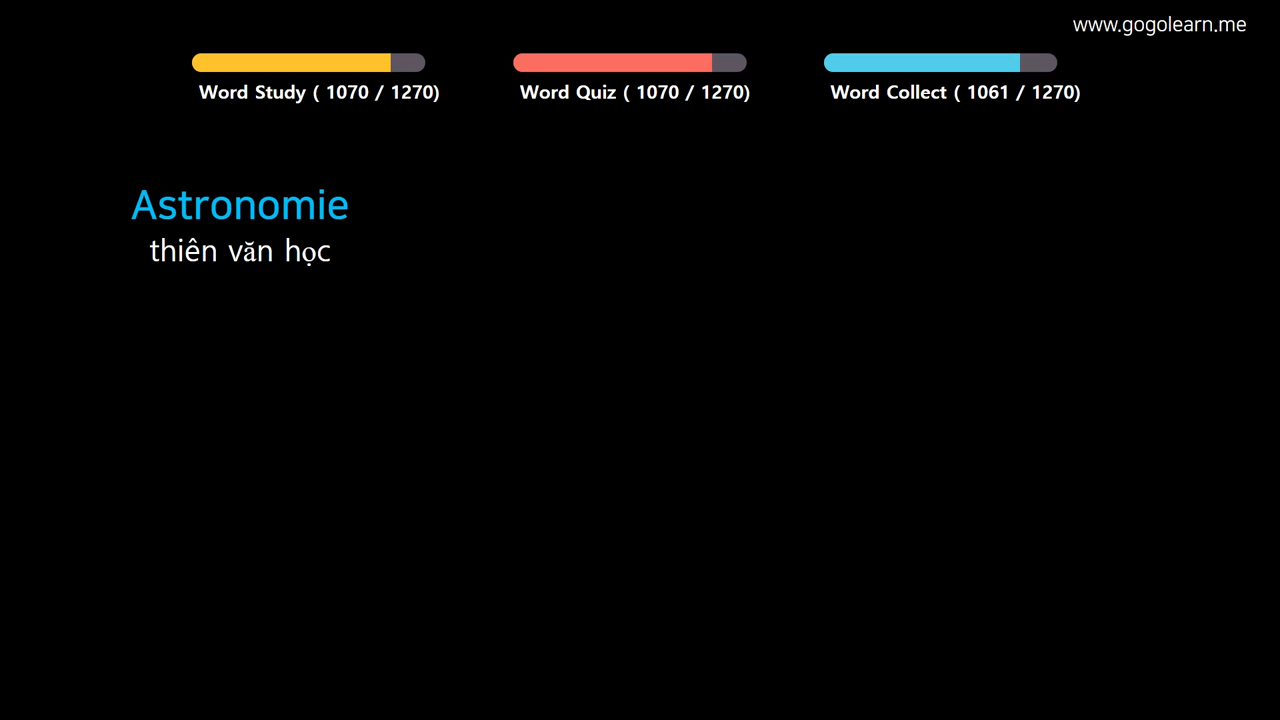 www.gogolearn.me
Word Study ( 1070 / 1270)
Word Quiz ( 1070 / 1270)
Word Collect ( 1061 / 1270)
Astronomie
thiên văn học